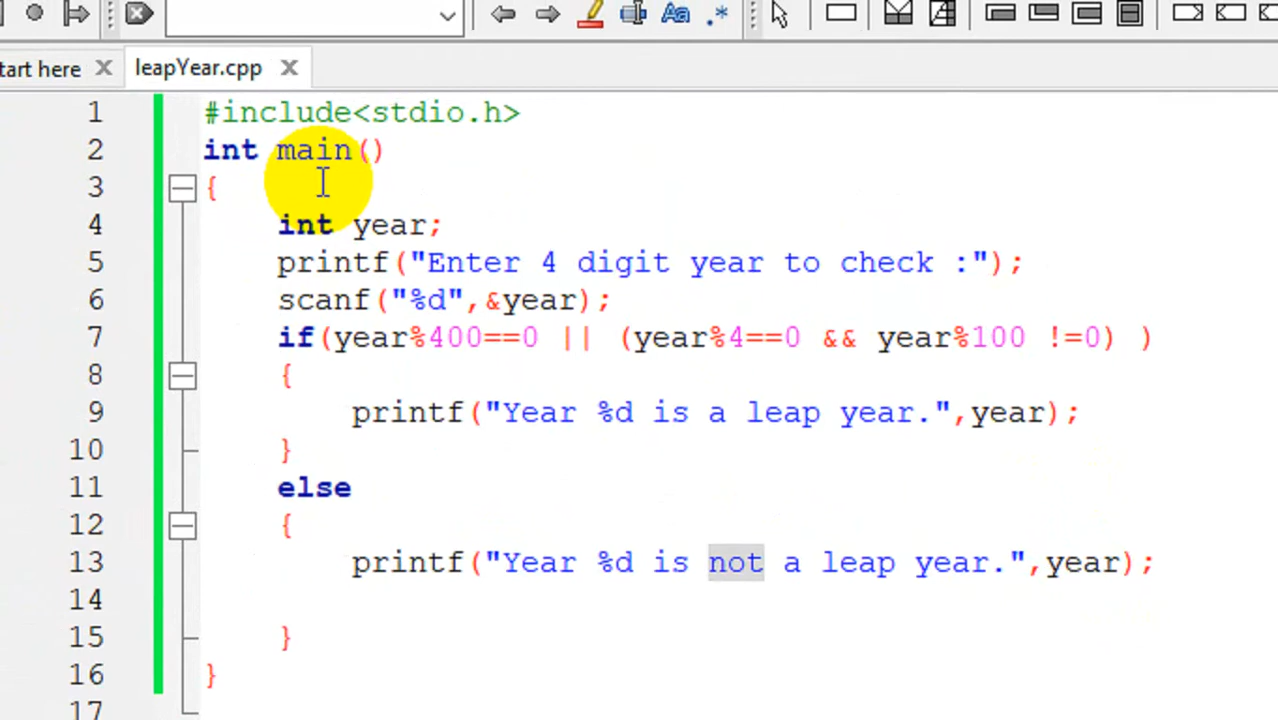 Aa .*
tart here leapYear.cpp
1 #include<stdio.h>
2 int main()
3 {
4 int year;
5 printf("Enter 4 digit year to check :");
6 scanf("%d",&year);
7 if(year%400==0 || (year%4==0 && year%100 !=0) )
8 {
9 printf("Year %d is a leap year.",year);
10 }
11 else
12 {
13 printf("Year %d is not a leap year.",year);
14
15 }
16 }
17